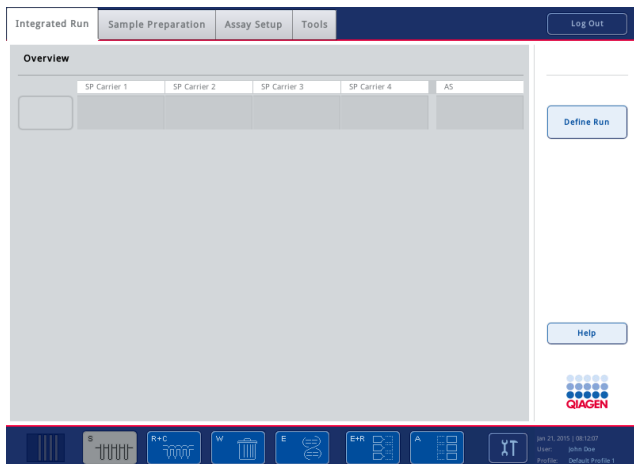 Integrated Run
Sample Preparation
Assay Setup
Tools
Log Out
Overview
SP Carrier 1
SP Carrier 2
SP Carrier 3
SP Carrier 4
AS
Define Run
Help
QIAGEN
S
R+C
W
E
E+R
A
Jan 21, 2015 | 08:12:07
User: John Doe
Profile: Default Profile 1